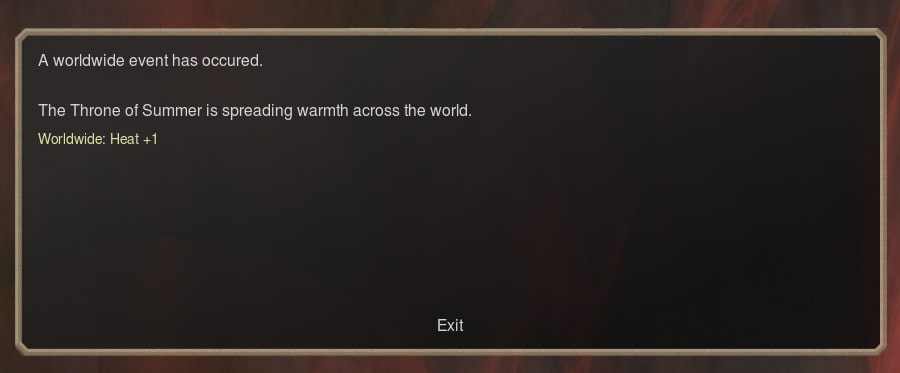 A worldwide event has occured.
The Throne of Summer is spreading warmth across the world.
Worldwide: Heat +1
Exit